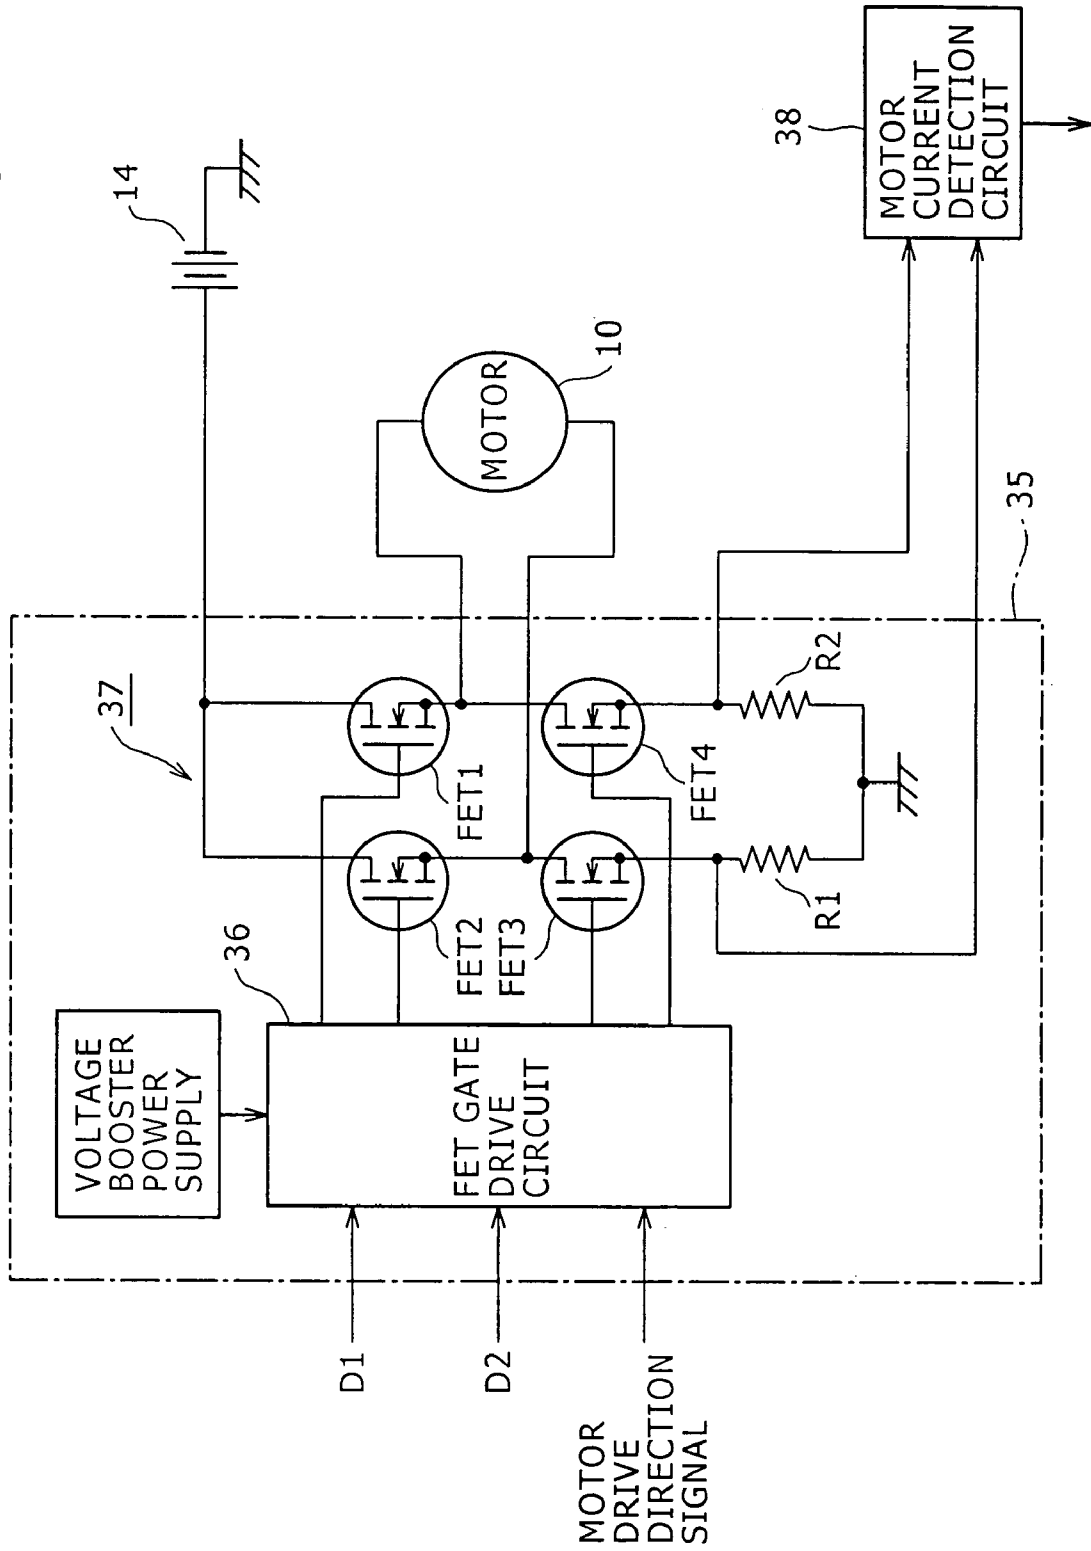 14
37
VOLTAGE
BOOSTER
POWER
SUPPLY
36
FET GATE
DRIVE
CIRCUIT
D1
D2
MOTOR
DRIVE
DIRECTION
SIGNAL
FET2
FET1
FET3
FET4
MOTOR
10
R1
R2
35
38
MOTOR
CURRENT
DETECTION
CIRCUIT